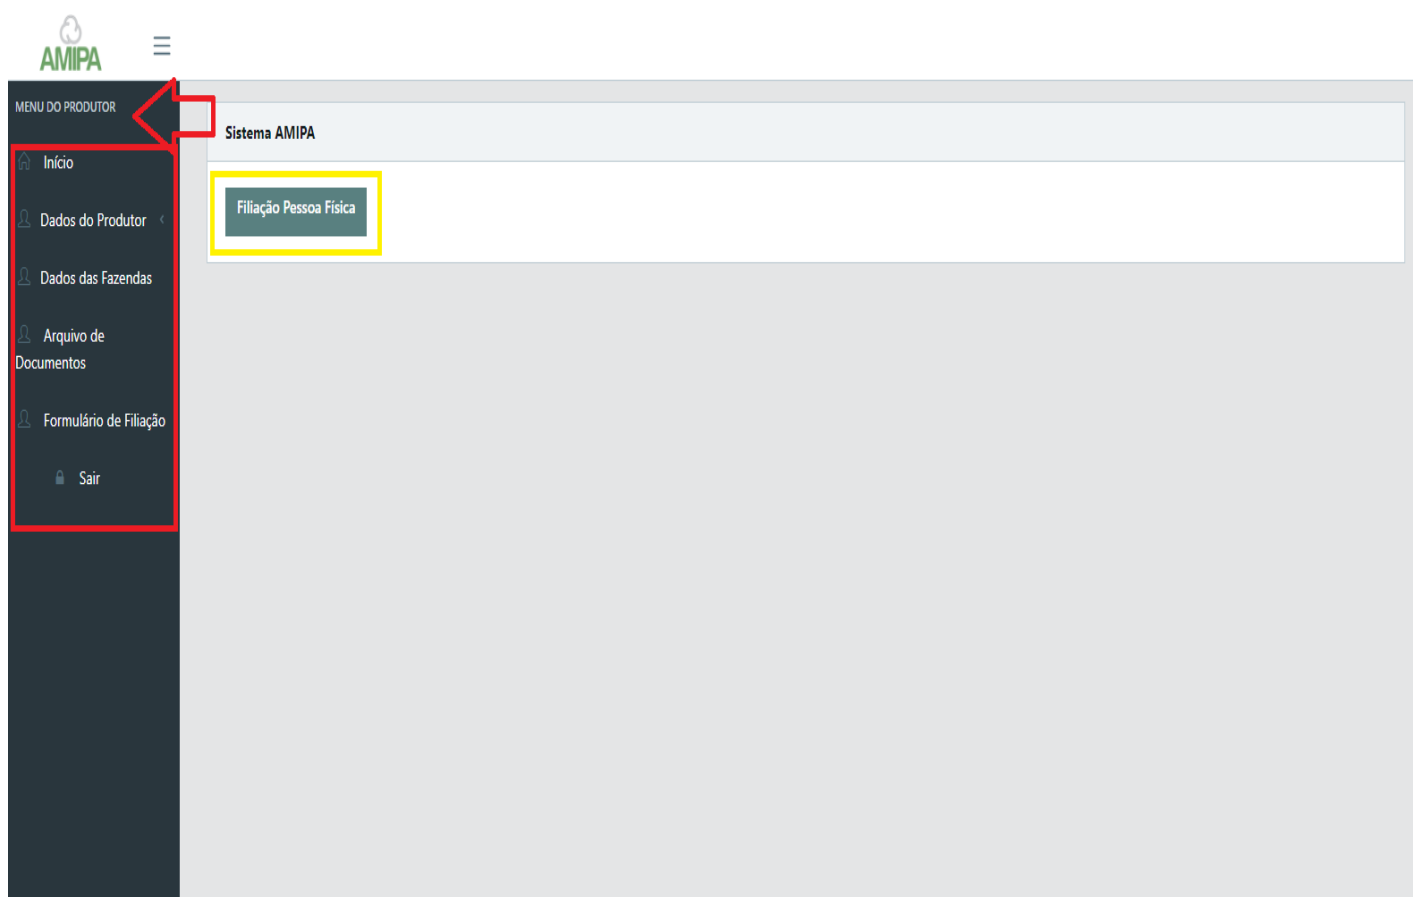 AMIPA
MENU DO PRODUTOR
Início
Dados do Produtor
Dados das Fazendas
Arquivo de
Documentos
Formulário de Filiação
Sair
Sistema AMIPA
Filiação Pessoa Física